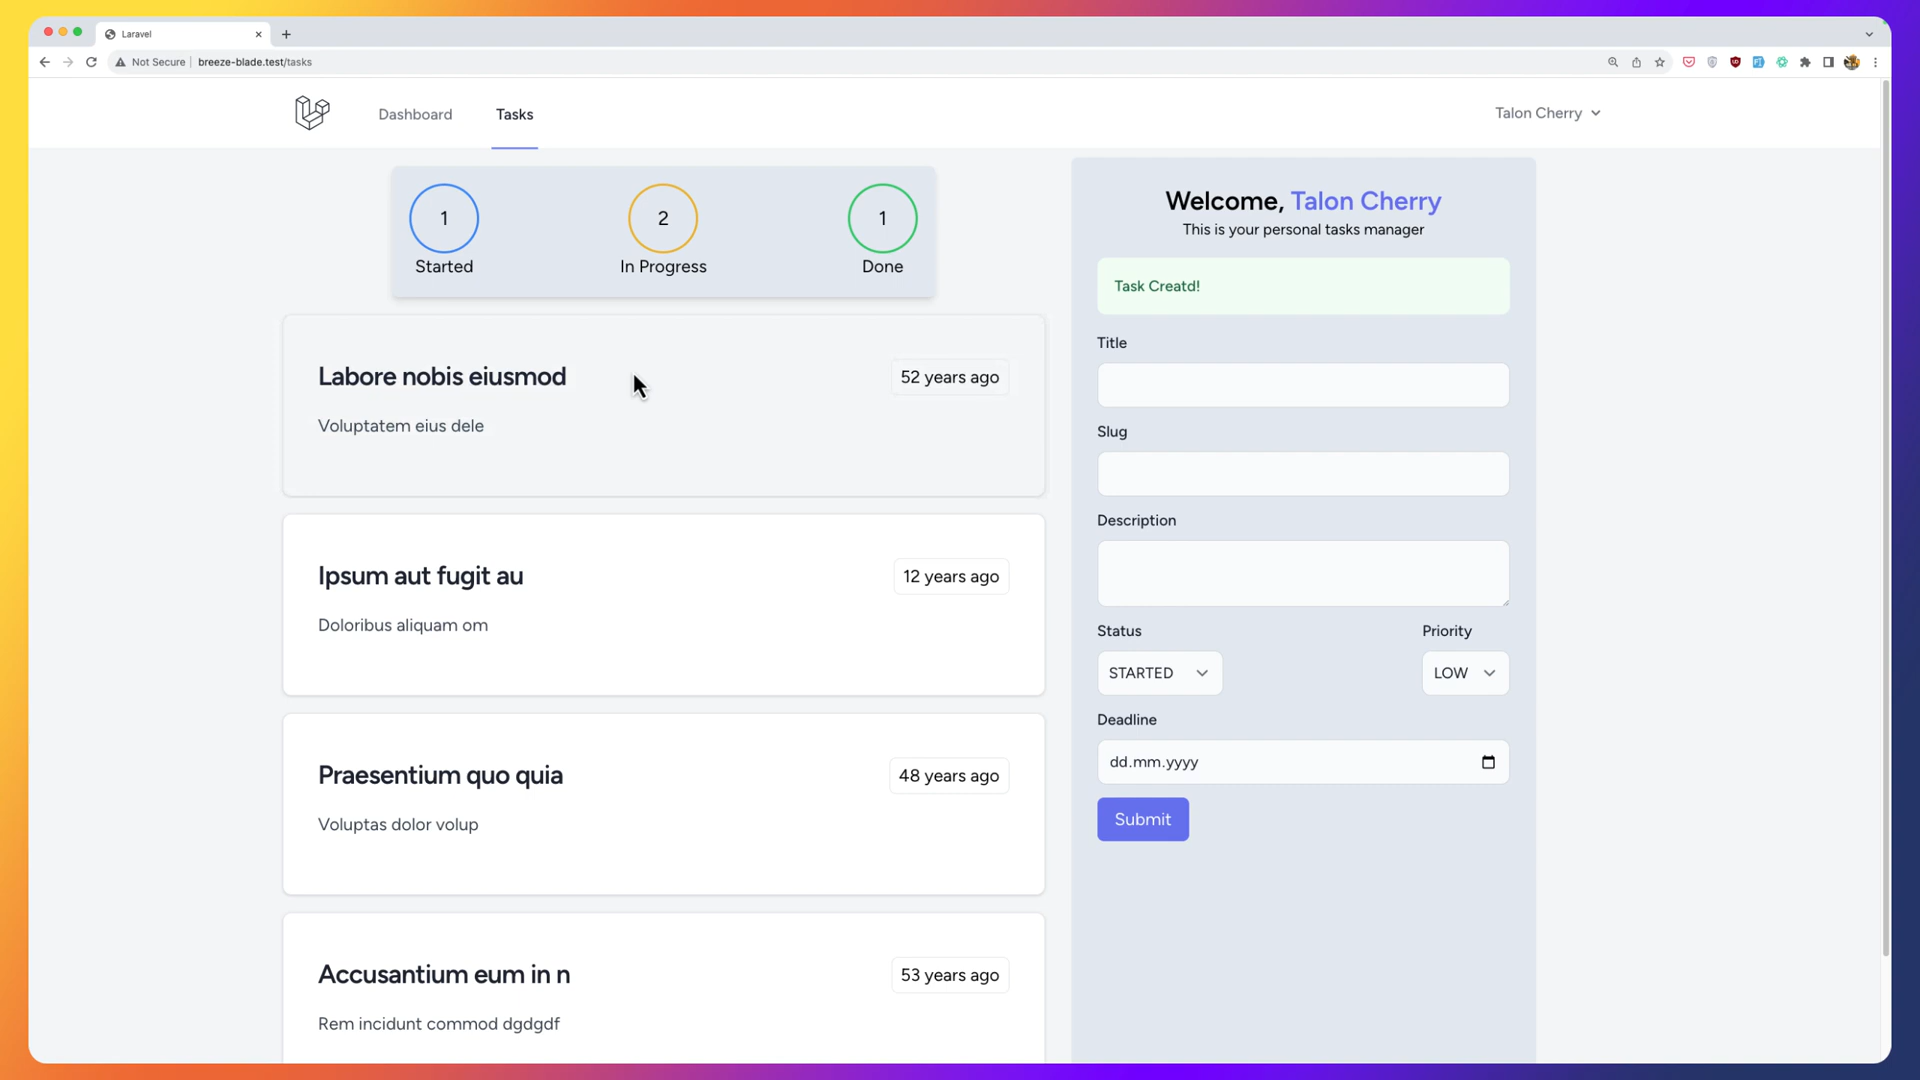 Laravel
Not Secure breeze-blade.test/tasks
Dashboard Tasks Talon Cherry
1 2 1
Started In Progress Done
Labore nobis eiusmod 52 years ago
Voluptatem eius dele
Ipsum aut fugit au 12 years ago
Doloribus aliquam om
Praesentium quo quia 48 years ago
Voluptas dolor volup
Accusantium eum in n 53 years ago
Rem incidunt commod dgdgdf
Welcome, Talon Cherry
This is your personal tasks manager
Task Creatd!
Title
Slug
Description
Status Priority
STARTED LOW
Deadline
dd.mm.yyyy
Submit